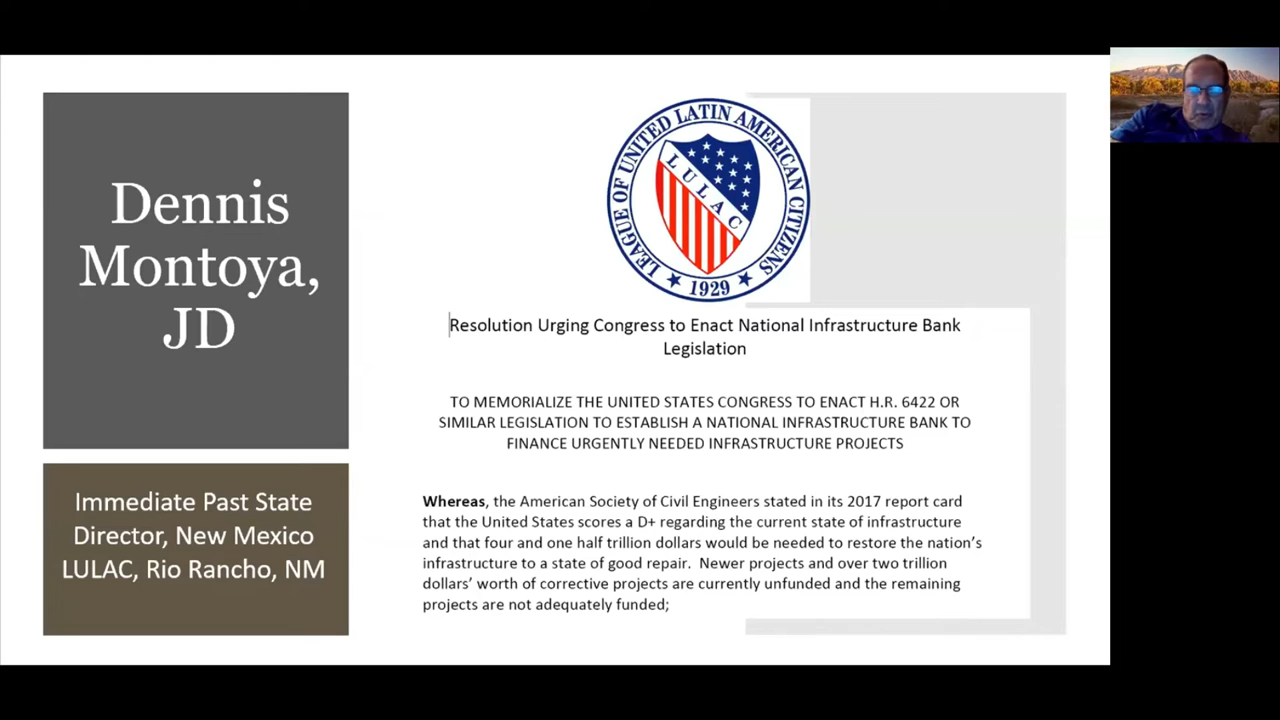 Dennis
Montoya,
JD
Immediate Past State
Director, New Mexico
LULAC, Rio Rancho, NM
LEAGUE OF UNITED LATIN AMERICAN CITIZENS
LULAC
1929
Resolution Urging Congress to Enact National Infrastructure Bank
Legislation
TO MEMORIALIZE THE UNITED STATES CONGRESS TO ENACT H.R. 6422 OR
SIMILAR LEGISLATION TO ESTABLISH A NATIONAL INFRASTRUCTURE BANK TO
FINANCE URGENTLY NEEDED INFRASTRUCTURE PROJECTS
Whereas, the American Society of Civil Engineers stated in its 2017 report card
that the United States scores a D+ regarding the current state of infrastructure
and that four and one half trillion dollars would be needed to restore the nation's
infrastructure to a state of good repair. Newer projects and over two trillion
dollars' worth of corrective projects are currently unfunded and the remaining
projects are not adequately funded;